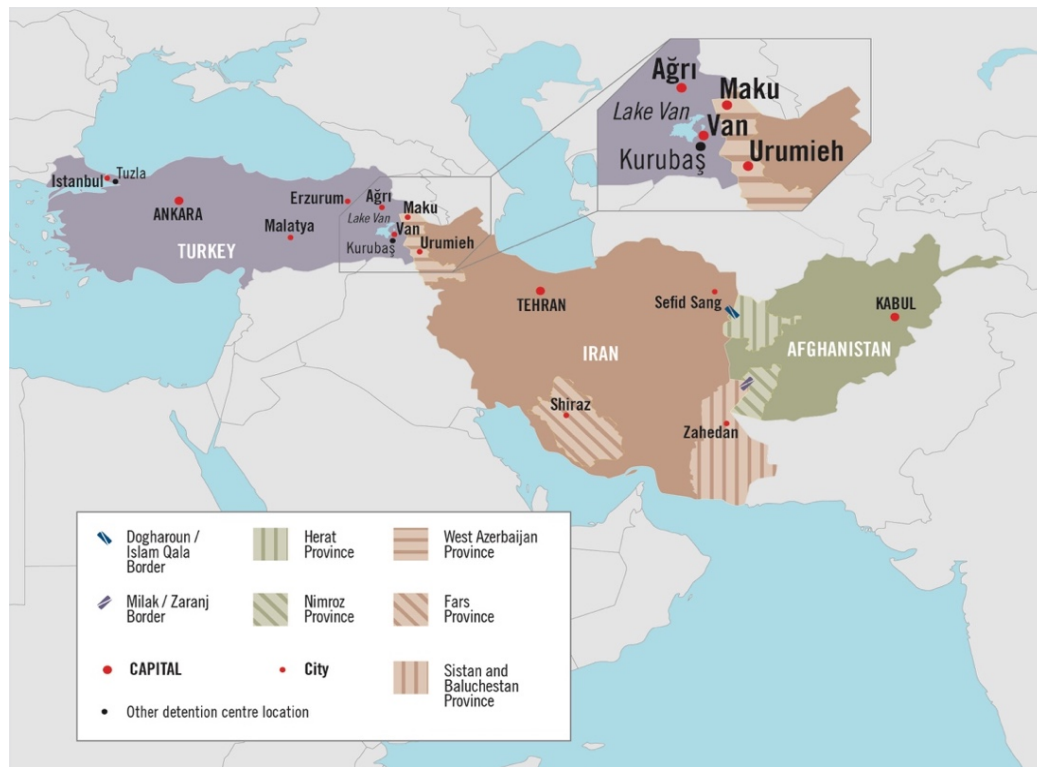 Ağrı
Maku
Lake Van
Van
Kurubaş
Urumieh
Istanbul
Tuzla
ANKARA
Erzurum
Ağrı
Maku
Lake Van
Van
Malatya
Kurubaş
Urumieh
TURKEY
TEHRAN
Sefid Sang
KABUL
IRAN
AFGHANISTAN
Shiraz
Zahedan
Dogharoun /
Islam Qala
Border
Herat
Province
West Azerbaijan
Province
Milak / Zaranj
Border
Nimroz
Province
Fars
Province
CAPITAL
City
Sistan and
Baluchestan
Province
Other detention centre location